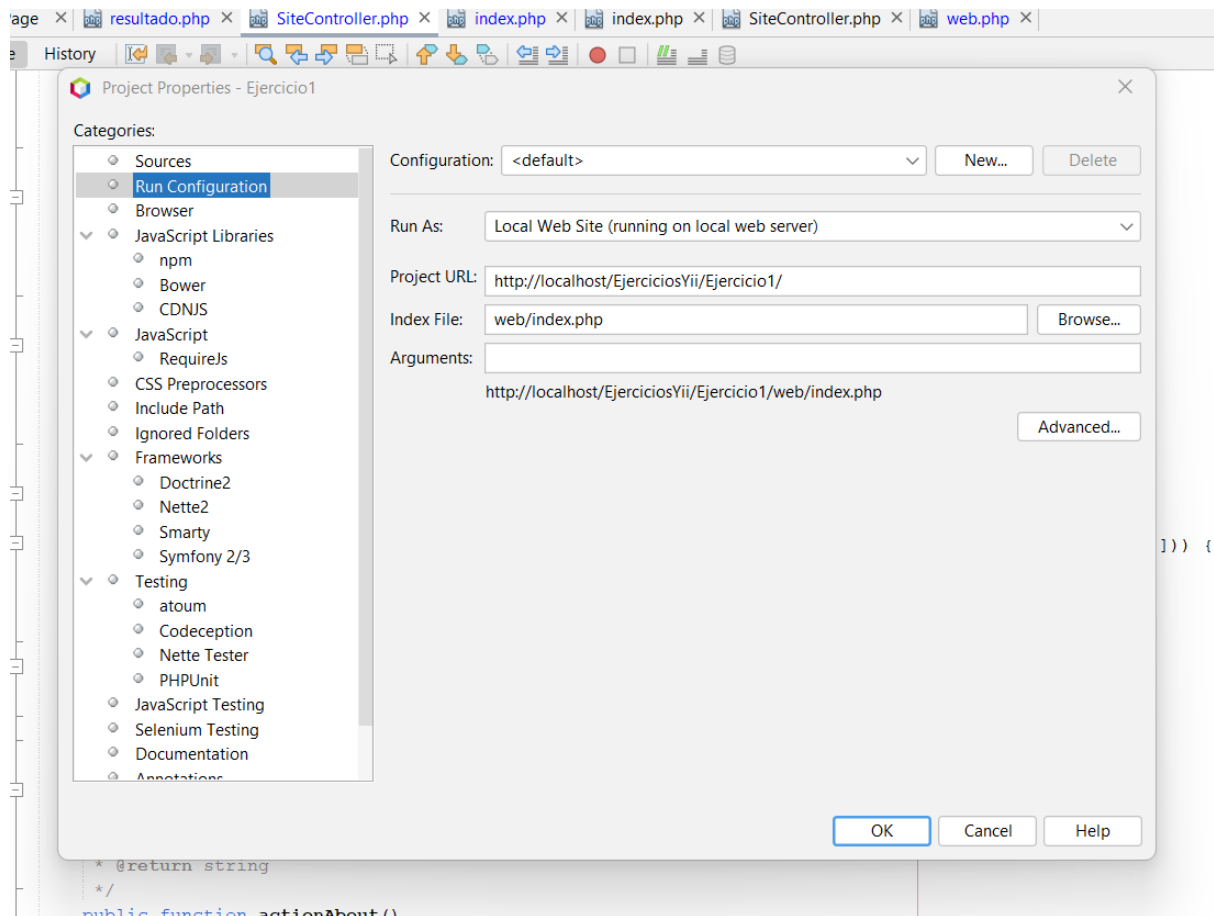 age resultado.php SiteController.php index.php index.php SiteController.php web.php
History
Project Properties - Ejercicio1
Categories:
Sources
Run Configuration
Browser
JavaScript Libraries
npm
Bower
CDNJS
JavaScript
RequireJs
CSS Preprocessors
Include Path
Ignored Folders
Frameworks
Doctrine2
Nette2
Smarty
Symfony 2/3
Testing
atoum
Codeception
Nette Tester
PHPUnit
JavaScript Testing
Selenium Testing
Documentation
Annotations
Configuration: <default> New... Delete
Run As: Local Web Site (running on local web server)
Project URL: http://localhost/EjerciciosYii/Ejercicio1/
Index File: web/index.php Browse...
Arguments:
http://localhost/EjerciciosYii/Ejercicio1/web/index.php
Advanced...
])) {
OK Cancel Help
* @return string
*/
public function actionAbout()